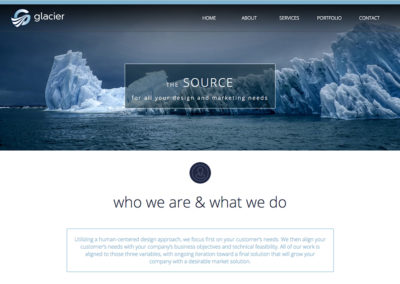 glacier
HOME ABOUT SERVICES PORTFOLIO CONTACT
THE SOURCE
for all your design and marketing needs
who we are & what we do
Utilizing a human-centered design approach, we focus first on your customer's needs. We then align your
customer's needs with your company's business objectives and technical feasibility. All of our work is
aligned to those three variables, with ongoing iteration toward a final solution that will grow your
company with a desirable market solution.